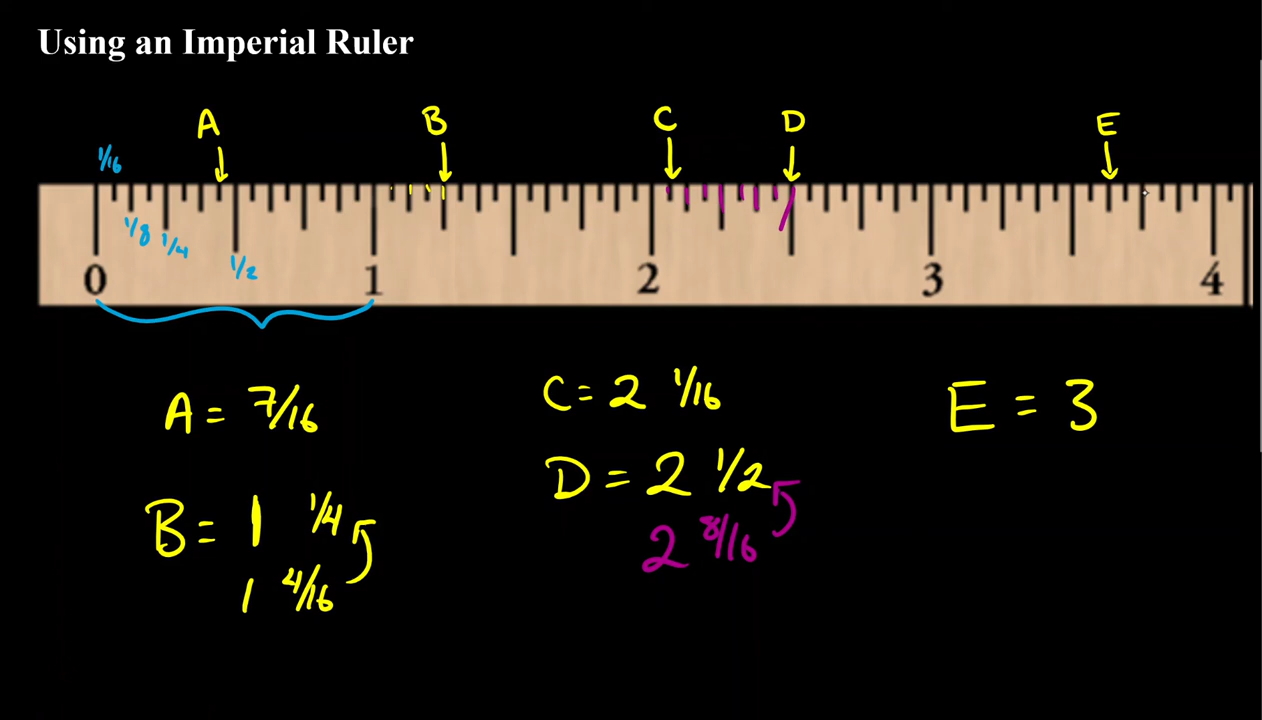 Using an Imperial Ruler
A B C D E
1/16
1/8 1/4 1/2
0 1 2 3 4
A = 7/16
B = 1 1/4
1 4/16
C = 2 1/16
D = 2 1/2
2 8/16
E = 3